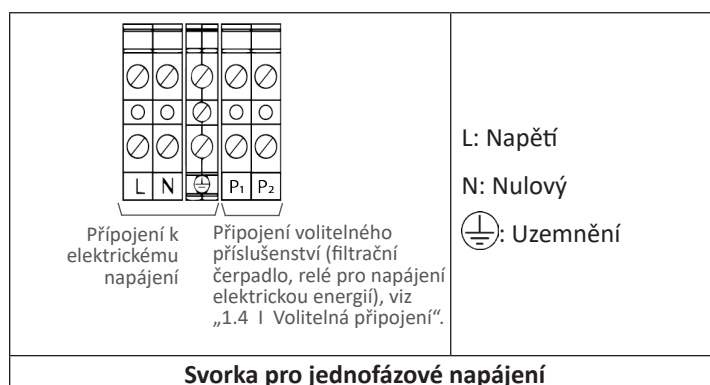 L N P₁ P₂
Přípojení k
elektrickému
napájení
Připojení volitelného
příslušenství (filtrační
čerpadlo, relé pro napájení
elektrickou energií), viz
„1.4 I Volitelná připojení“.
L: Napětí
N: Nulový
: Uzemnění
Svorka pro jednofázové napájení